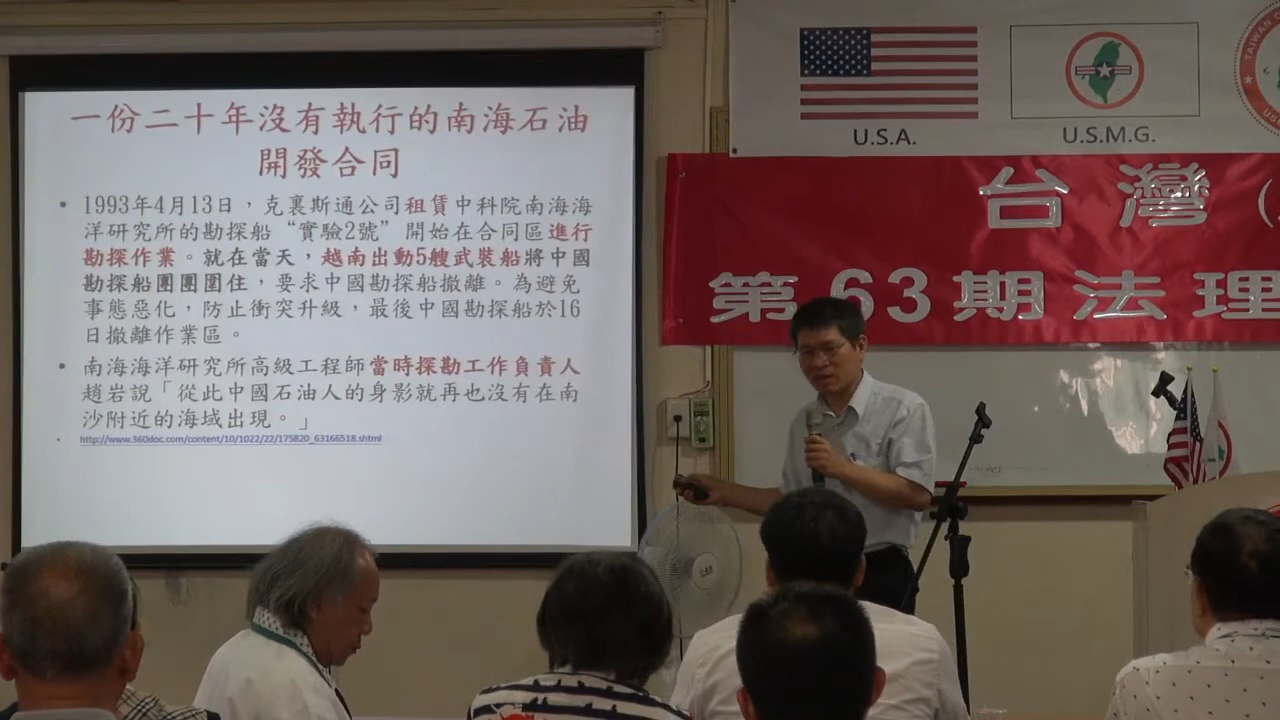 一份二十年沒有執行的南海石油
開發合同
• 1993年4月13日，克裏斯通公司租賃中科院南海海
洋研究所的勘探船“實驗2號”開始在合同區進行
勘探作業。就在當天，越南出動5艘武裝船將中國
勘探船團團圍住，要求中國勘探船撤離。為避免
事態惡化，防止衝突升級，最後中國勘探船於16
日撤離作業區。
• 南海海洋研究所高級工程師當時探勘工作負責人
趙岩說「從此中國石油人的身影就再也沒有在南
沙附近的海域出現。」
• http://www.360doc.com/content/10/1022/22/175820_63166518.shtml
U.S.A.
U.S.M.G.
TAIWAN
台灣（
第63期法理